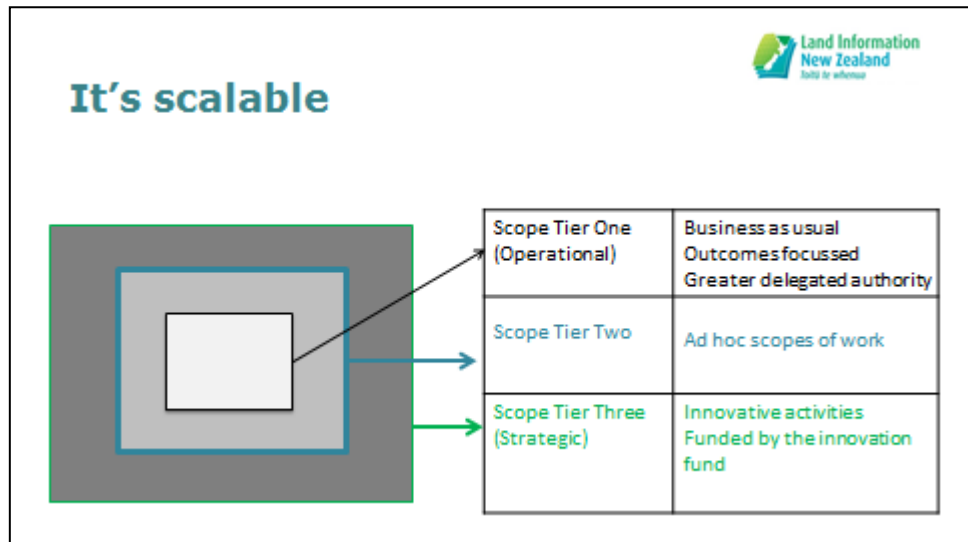 Land Information
New Zealand
Toitū te whenua
It's scalable
Scope Tier One
(Operational)
Business as usual
Outcomes focussed
Greater delegated authority
Scope Tier Two
Ad hoc scopes of work
Scope Tier Three
(Strategic)
Innovative activities
Funded by the innovation
fund